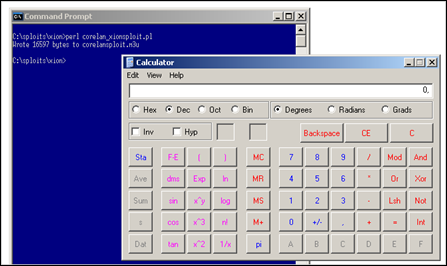 Command Prompt
C:\sploits\xion>perl corelan_xionsploit.pl
Wrote 16597 bytes to corelansploit.m3u
C:\sploits\xion>
Calculator
Edit View Help
0,
Hex Dec Oct Bin Degrees Radians Grads
Inv Hyp Backspace CE C
Sta F-E ( ) MC 7 8 9 / Mod And
Ave dms Exp ln MR 4 5 6 * Or Xor
Sum sin x^y log MS 1 2 3 - Lsh Not
s cos x^3 n! M+ 0 +/- , + = Int
Dat tan x^2 1/x pi A B C D E F